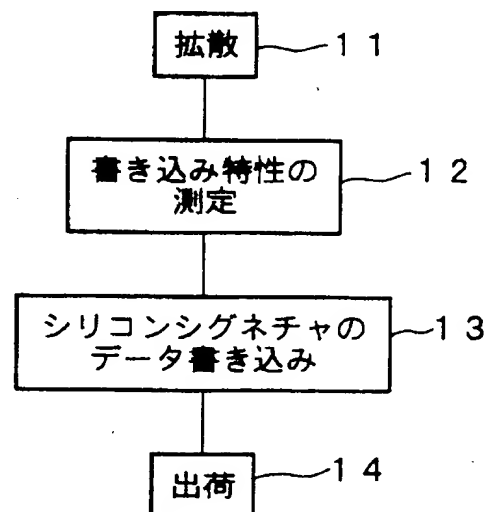 拡散
11
書き込み特性の
測定
12
シリコンシグネチャの
データ書き込み
13
出荷
14